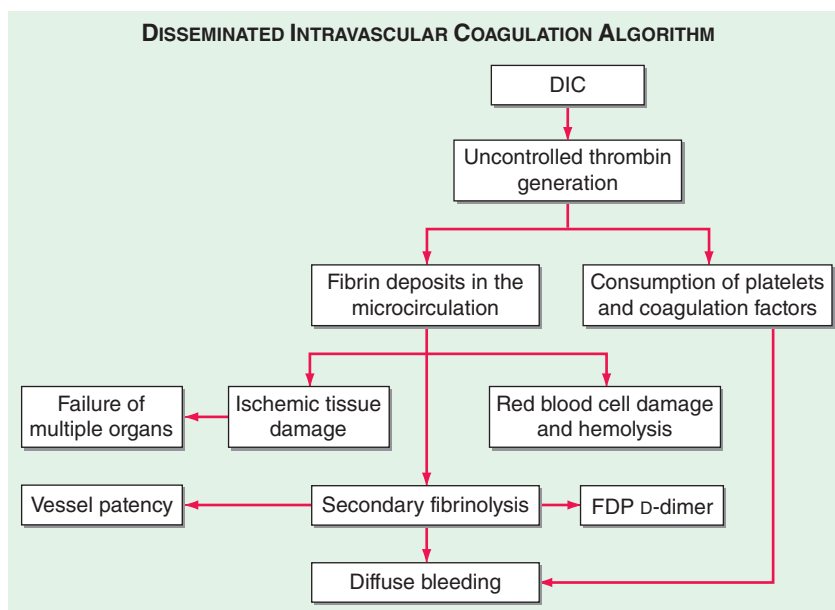 DISSEMINATED INTRAVASCULAR COAGULATION ALGORITHM
DIC
Uncontrolled thrombin
generation
Fibrin deposits in the
microcirculation
Consumption of platelets
and coagulation factors
Failure of
multiple organs
Ischemic tissue
damage
Red blood cell damage
and hemolysis
Vessel patency
Secondary fibrinolysis
FDP D-dimer
Diffuse bleeding